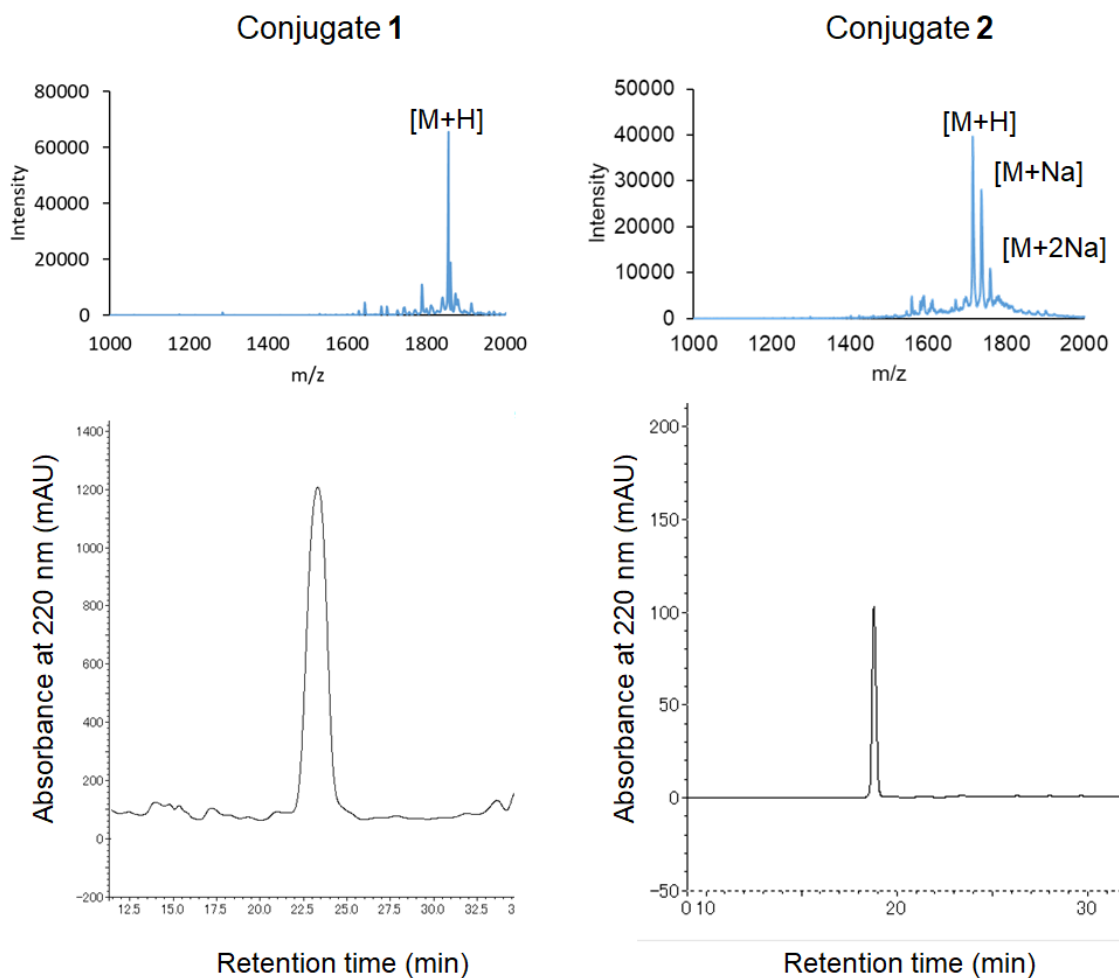 Conjugate 1
80000
60000
40000
20000
0
Intensity
[M+H]
1000 1200 1400 1600 1800 2000
m/z
Conjugate 2
50000
40000
30000
20000
10000
0
Intensity
[M+H]
[M+Na]
[M+2Na]
1000 1200 1400 1600 1800 2000
m/z
Absorbance at 220 nm (mAU)
1400
1200
1000
800
600
400
200
0
-200
12.5 15.0 17.5 20.0 22.5 25.0 27.5 30.0 32.5 3
Retention time (min)
Absorbance at 220 nm (mAU)
200
150
100
50
0
-50
0 10 20 30
Retention time (min)